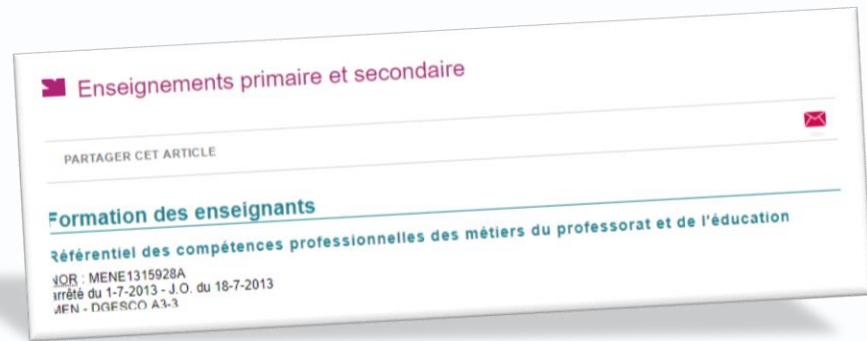 Enseignements primaire et secondaire
PARTAGER CET ARTICLE
Formation des enseignants
Référentiel des compétences professionnelles des métiers du professorat et de l'éducation
NOR : MENE1315928A
arrêté du 1-7-2013 - J.O. du 18-7-2013
MEN - DGESCO A3-3